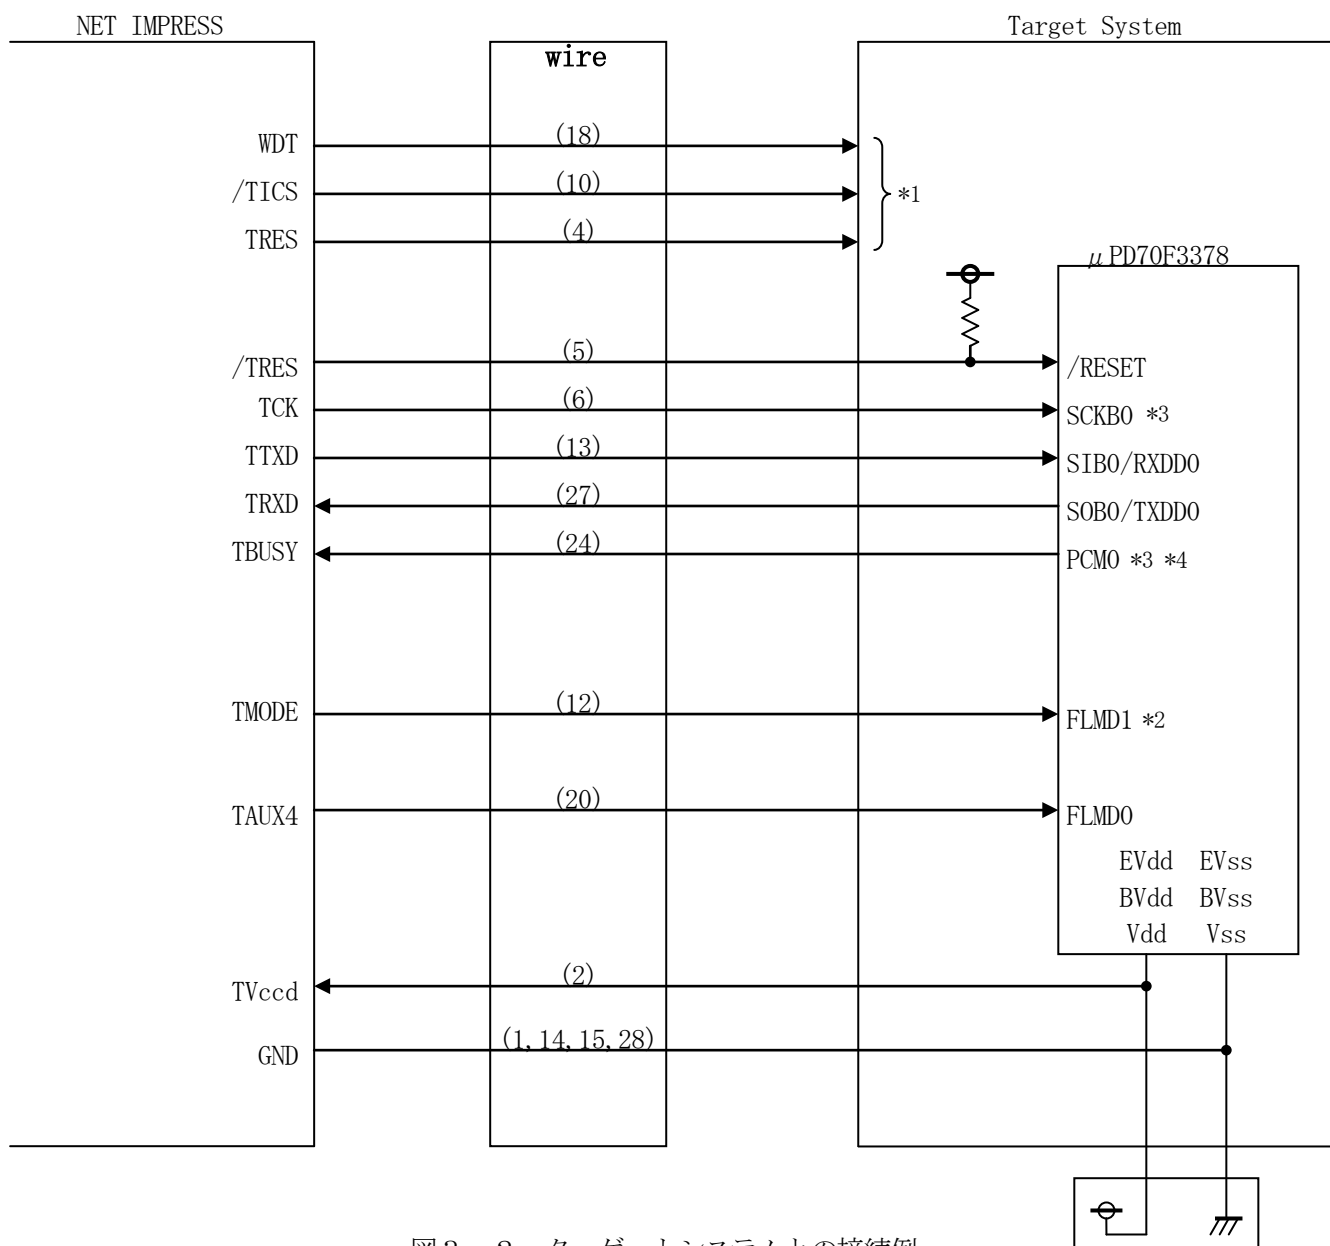 NET IMPRESS
Target System
wire
WDT (18)
/TICS (10) *1
TRES (4)
μPD70F3378
/TRES (5) /RESET
TCK (6) SCKB0 *3
TTXD (13) SIB0/RXDD0
TRXD (27) SOB0/TXDD0
TBUSY (24) PCM0 *3 *4
TMODE (12) FLMD1 *2
TAUX4 (20) FLMD0
EVdd EVss
BVdd BVss
Vdd Vss
TVccd (2)
GND (1,14,15,28)